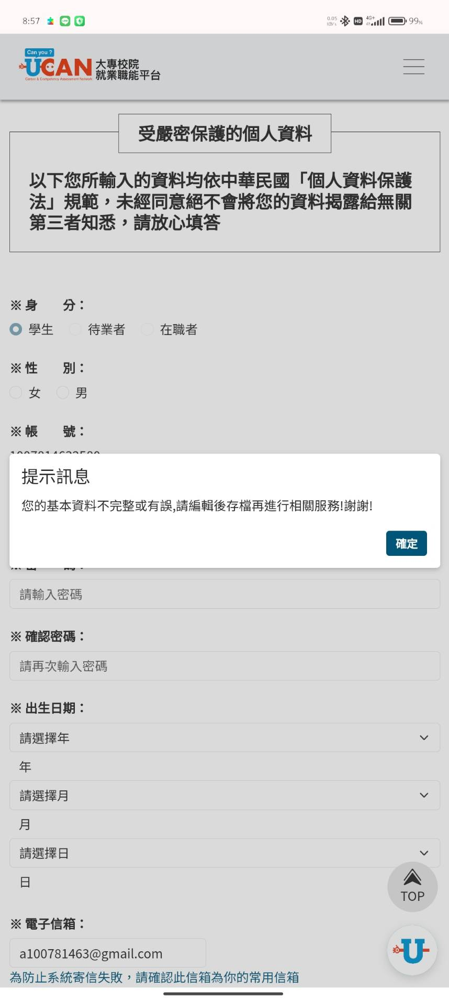 8:57
0.05 KB/s HD 4G+ 99%
Can you ?
UCAN 大專校院
就業職能平台
Career & Competency Assessment Network
受嚴密保護的個人資料
以下您所輸入的資料均依中華民國「個人資料保護
法」規範，未經同意絕不會將您的資料揭露給無關
第三者知悉，請放心填答
※ 身　　分：
學生 待業者 在職者
※ 性　　別：
女 男
※ 帳　　號：
提示訊息
您的基本資料不完整或有誤,請編輯後存檔再進行相關服務!謝謝!
確定
請輸入密碼
※ 確認密碼：
請再次輸入密碼
※ 出生日期：
請選擇年
年
請選擇月
月
請選擇日
日
TOP
※ 電子信箱：
a100781463@gmail.com
U
為防止系統寄信失敗，請確認此信箱為你的常用信箱